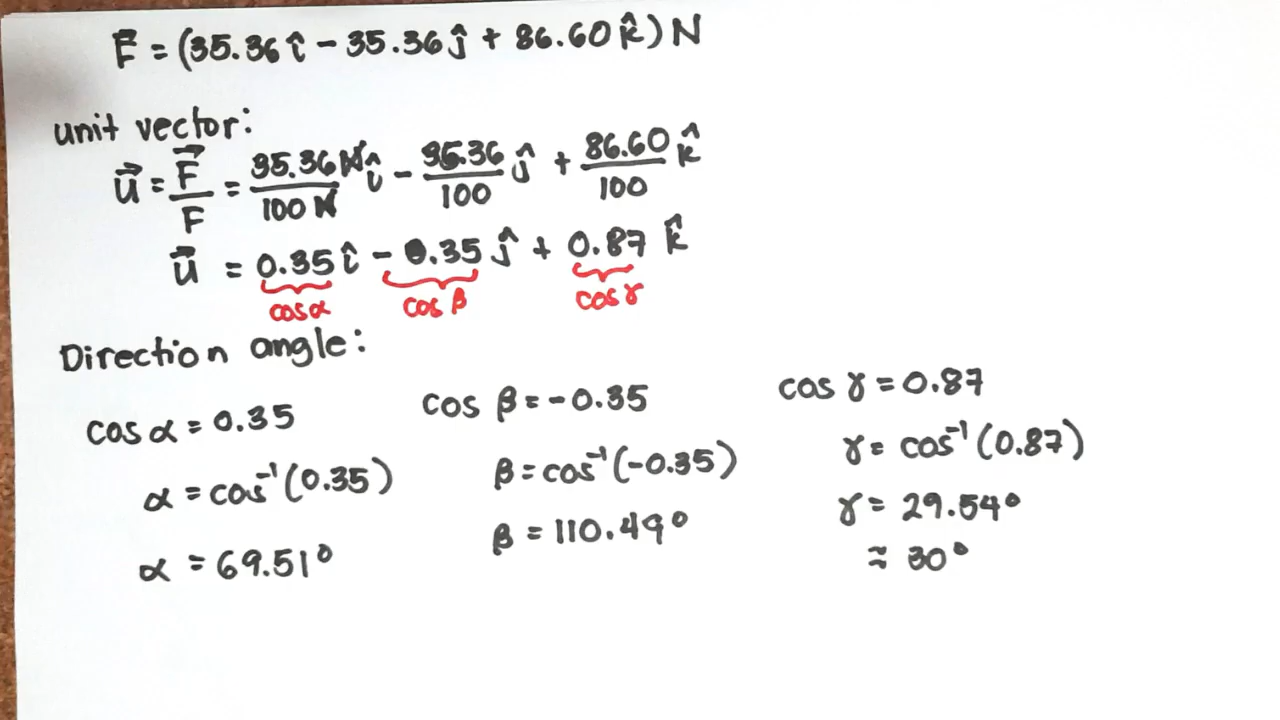 F⃗ = (35.36 î − 35.36 ĵ + 86.60 k̂) N
unit vector:
u⃗ = F⃗/F = 35.36 N/100 N î − 35.36/100 ĵ + 86.60/100 k̂
u⃗ = 0.35 î − 0.35 ĵ + 0.87 k̂
cos α cos β cos γ
Direction angle:
cos α = 0.35 cos β = −0.35 cos γ = 0.87
α = cos⁻¹(0.35) β = cos⁻¹(−0.35) γ = cos⁻¹(0.87)
α = 69.51° β = 110.49° γ = 29.54°
≈ 30°